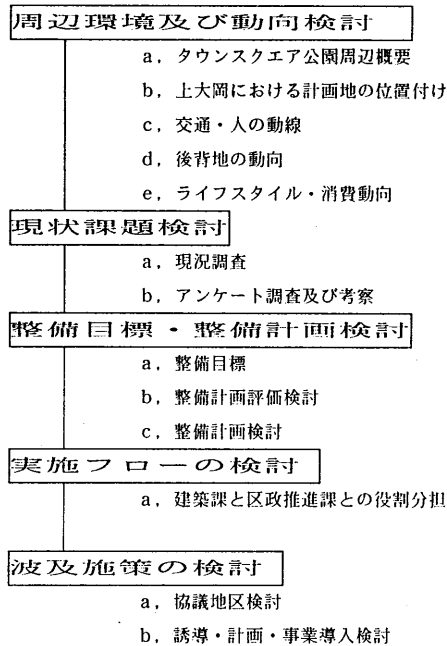 周辺環境及び動向検討
a，タウンスクエア公園周辺概要
b，上大岡における計画地の位置付け
c，交通・人の動線
d，後背地の動向
e，ライフスタイル・消費動向
現状課題検討
a，現況調査
b，アンケート調査及び考察
整備目標・整備計画検討
a，整備目標
b，整備計画評価検討
c，整備計画検討
実施フローの検討
a，建築課と区政推進課との役割分担
波及施策の検討
a，協議地区検討
b，誘導・計画・事業導入検討